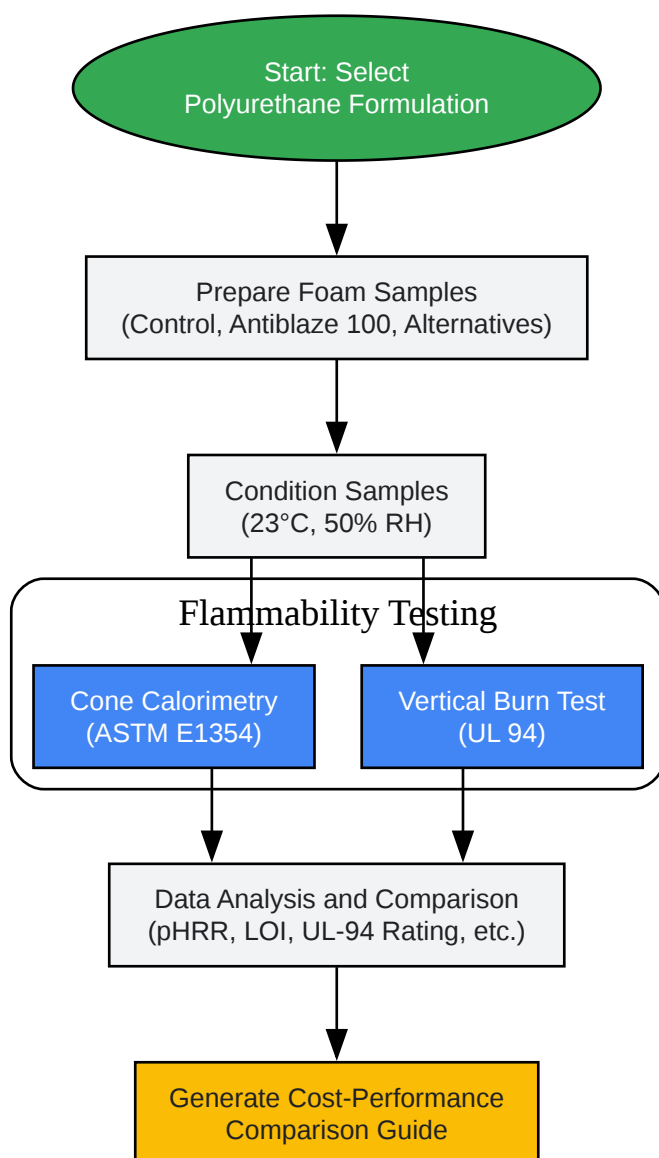 Start: Select
Polyurethane Formulation
Prepare Foam Samples
(Control, Antiblaze 100, Alternatives)
Condition Samples
(23°C, 50% RH)
Flammability Testing
Cone Calorimetry
(ASTM E1354)
Vertical Burn Test
(UL 94)
Data Analysis and Comparison
(pHRR, LOI, UL-94 Rating, etc.)
Generate Cost-Performance
Comparison Guide